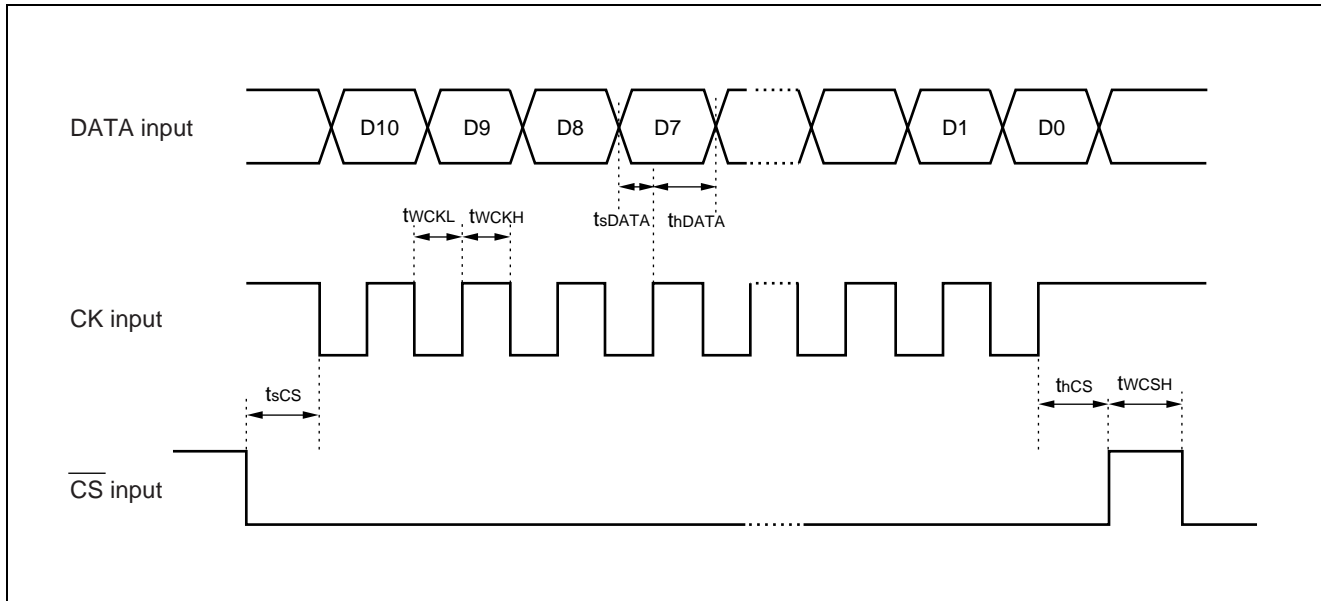 DATA input
D10 D9 D8 D7 D1 D0
tsDATA thDATA
tWCKL tWCKH
CK input
tsCS
thCS tWCSH
CS input